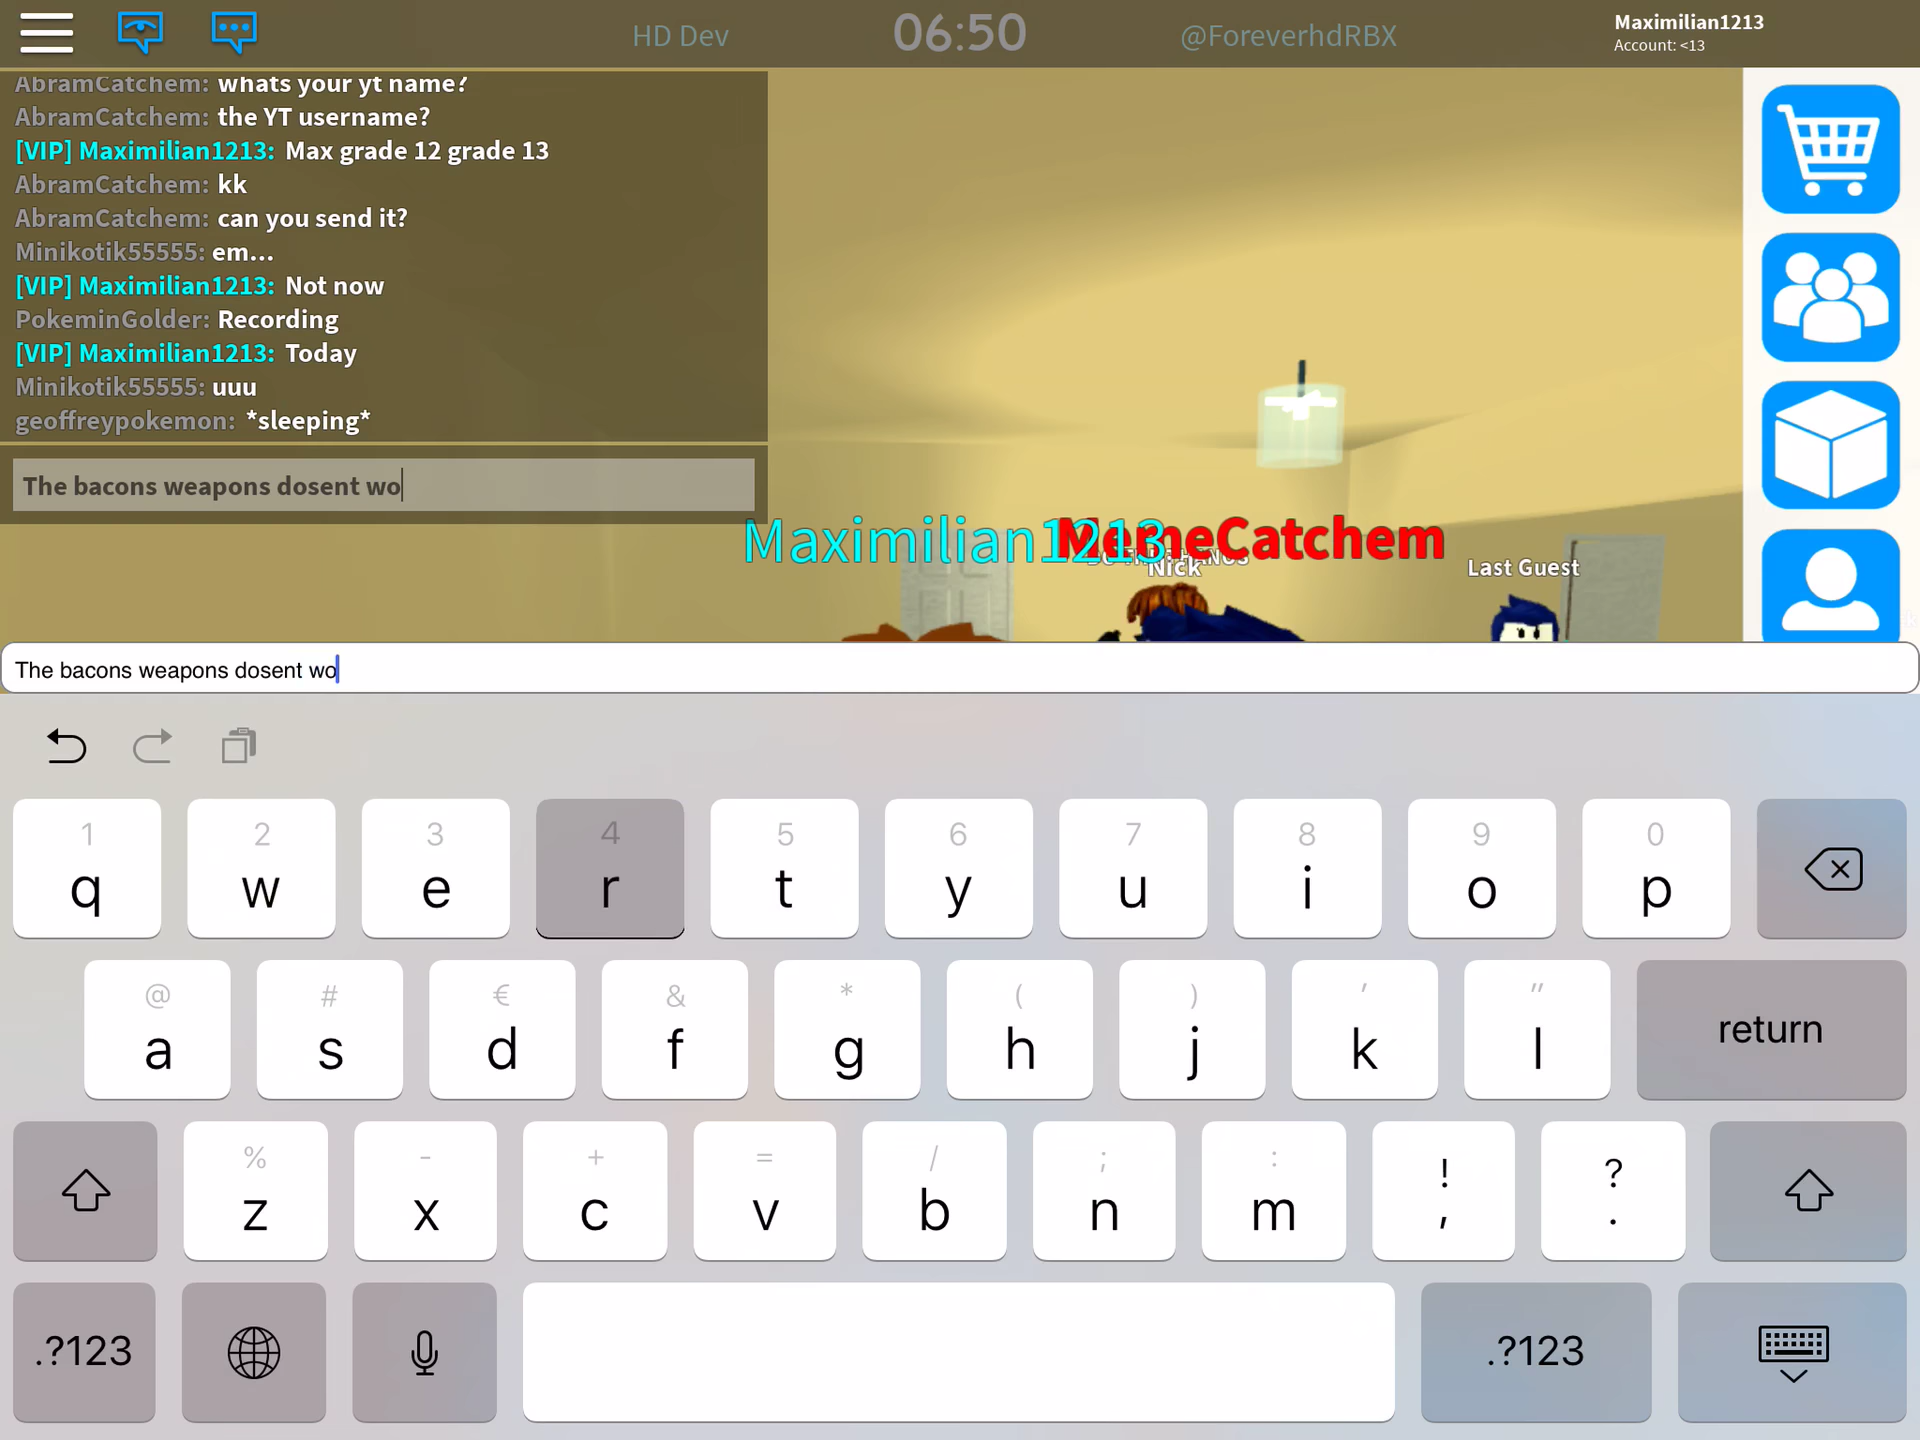 HD Dev
06:50
@ForeverhdRBX
Maximilian1213
Account: <13
AbramCatchem: whats your yt name?
AbramCatchem: the YT username?
[VIP] Maximilian1213: Max grade 12 grade 13
AbramCatchem: kk
AbramCatchem: can you send it?
Minikotik55555: em...
[VIP] Maximilian1213: Not now
PokeminGolder: Recording
[VIP] Maximilian1213: Today
Minikotik55555: uuu
geoffreypokemon: *sleeping*
The bacons weapons dosent wo
Maximilian1213
MemeCatchem
Nick
Last Guest
The bacons weapons dosent wo
1 2 3 4 5 6 7 8 9 0
q w e r t y u i o p
@ # € & * ( ) ' "
a s d f g h j k l return
% - + = / ; : ! ?
z x c v b n m , .
.?123 .?123